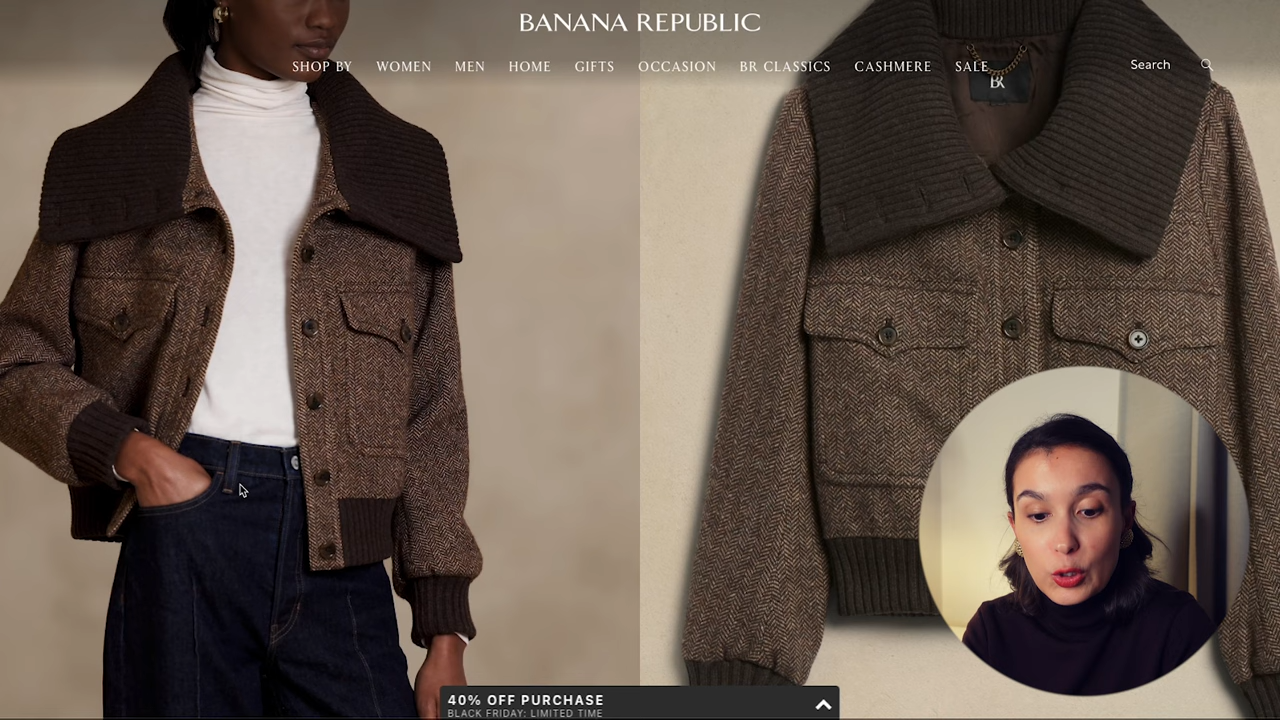 BANANA REPUBLIC
SHOP BY WOMEN MEN HOME GIFTS OCCASION BR CLASSICS CASHMERE SALE Search
BR
40% OFF PURCHASE
BLACK FRIDAY: LIMITED TIME